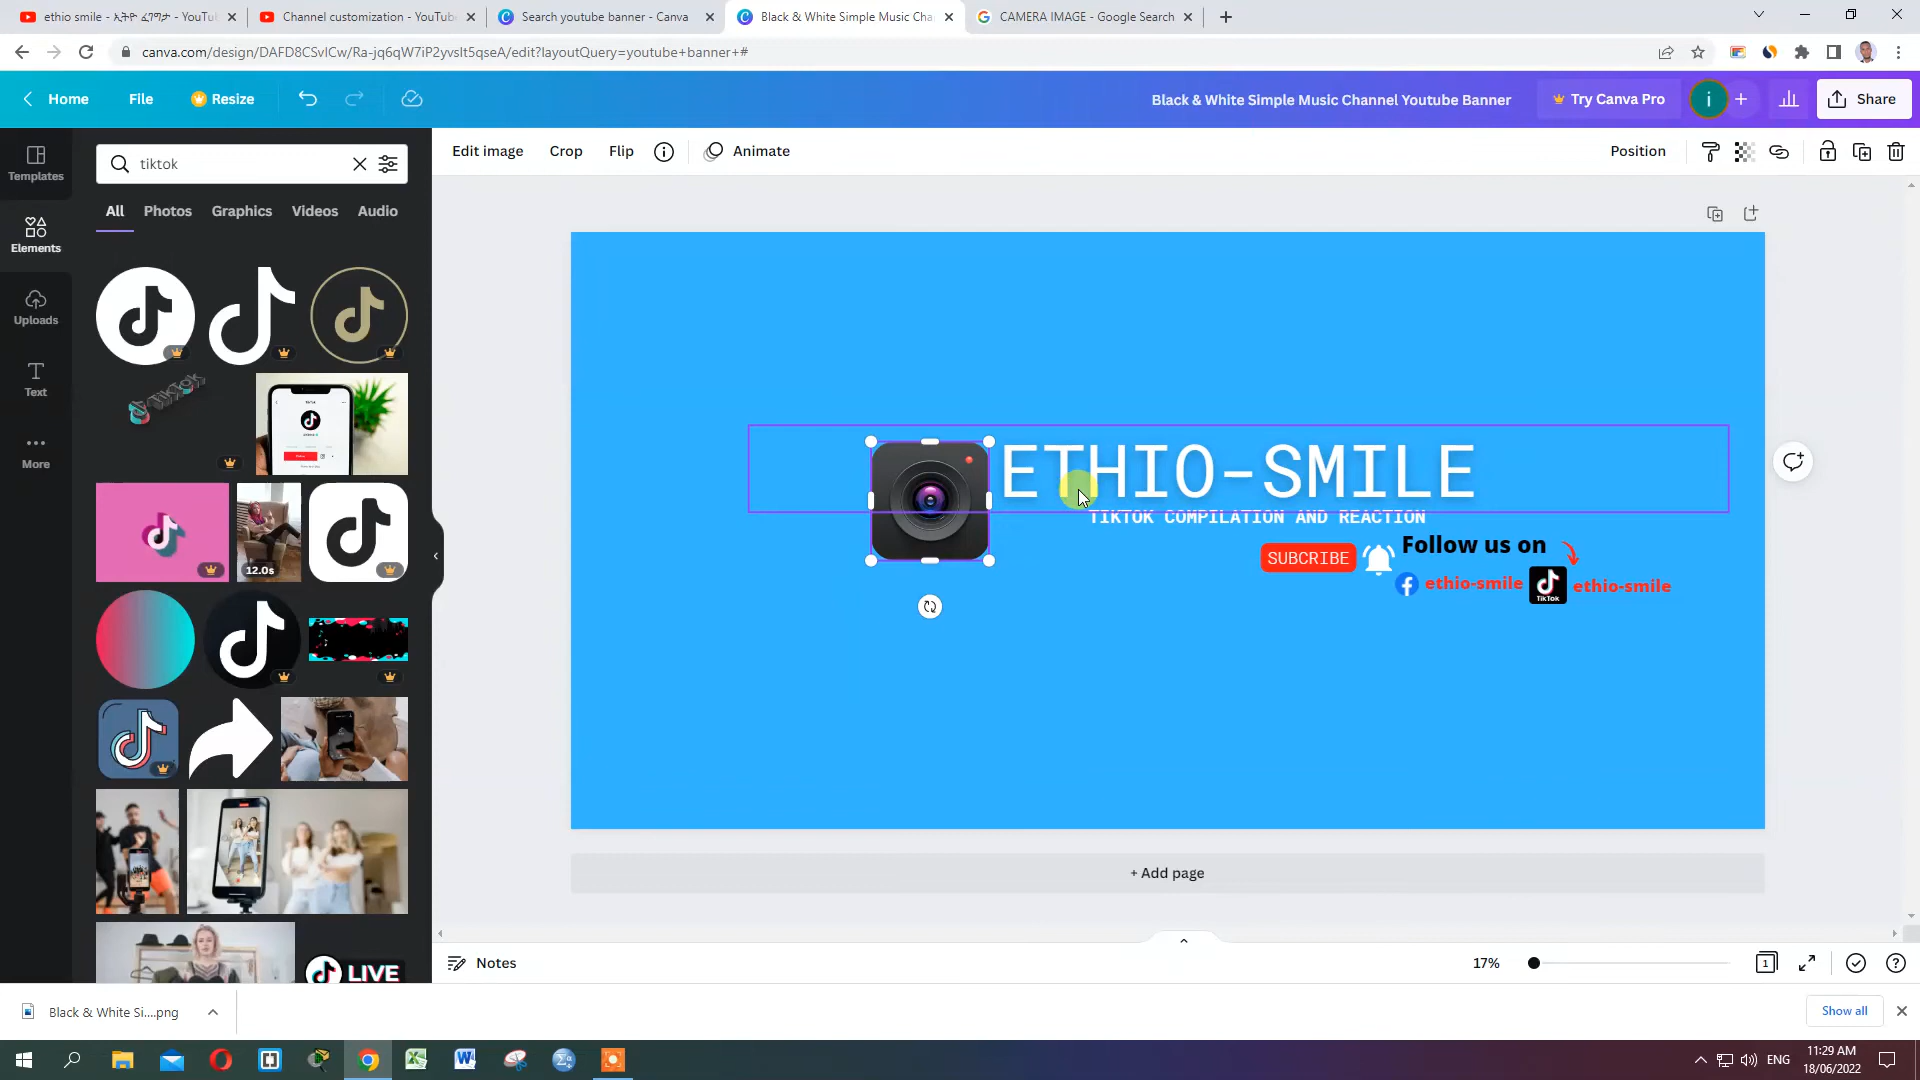 ethio smile - ኢትዮ ፈገግታ - YouTu
Channel customization - YouTube
Search youtube banner - Canva
Black & White Simple Music Cha
CAMERA IMAGE - Google Search
canva.com/design/DAFD8CSvlCw/Ra-jq6qW7iP2yvslt5qseA/edit?layoutQuery=youtube+banner+#
Home
File
Resize
Black & White Simple Music Channel Youtube Banner
Try Canva Pro
i
Share
Templates
Elements
Uploads
Text
More
tiktok
All
Photos
Graphics
Videos
Audio
TikTok
12.0s
LIVE
Edit image
Crop
Flip
Animate
Position
ETHIO-SMILE
TIKTOK COMPILATION AND REACTION
SUBCRIBE
Follow us on
ethio-smile
TikTok
ethio-smile
+ Add page
Notes
17%
1
Black & White Si....png
Show all
ENG
11:29 AM
18/06/2022